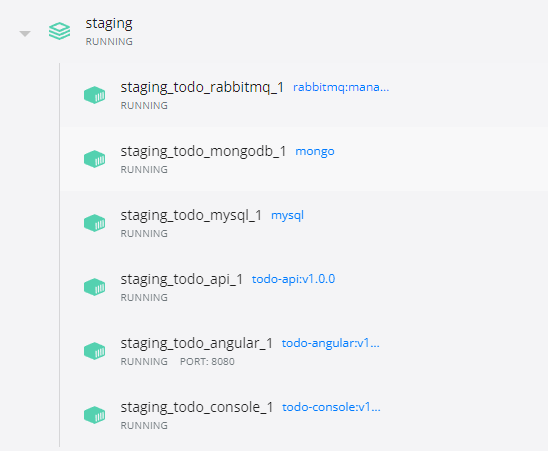 staging
RUNNING
staging_todo_rabbitmq_1 rabbitmq:mana...
RUNNING
staging_todo_mongodb_1 mongo
RUNNING
staging_todo_mysql_1 mysql
RUNNING
staging_todo_api_1 todo-api:v1.0.0
RUNNING
staging_todo_angular_1 todo-angular:v1...
RUNNING PORT: 8080
staging_todo_console_1 todo-console:v1...
RUNNING